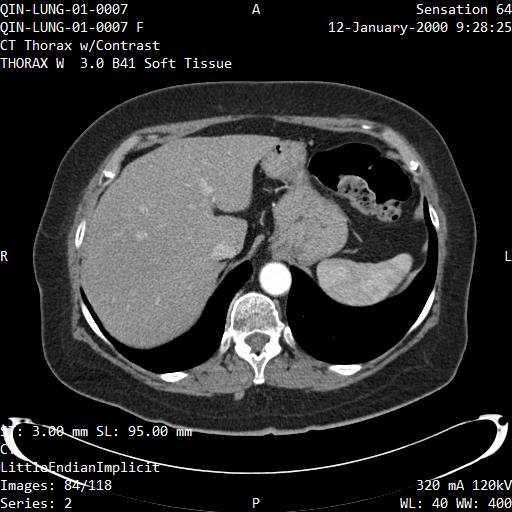 QIN-LUNG-01-0007
A
Sensation 64
QIN-LUNG-01-0007 F
12-January-2000 9:28:25
CT Thorax w/Contrast
THORAX W  3.0 B41 Soft Tissue
R
L
3.00 mm SL: 95.00 mm
LittleEndianImplicit
Images: 84/118
320 mA 120kV
Series: 2
P
WL: 40 WW: 400